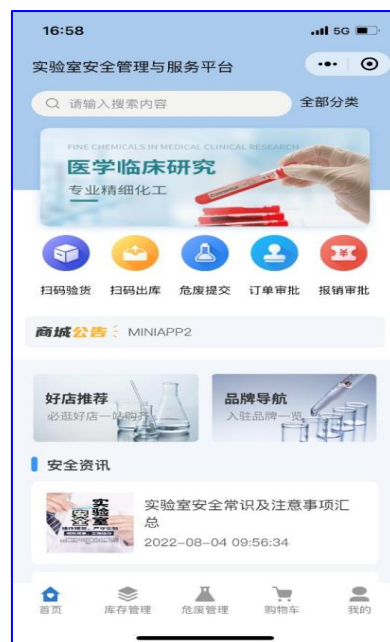 16:58
5G
实验室安全管理与服务平台
请输入搜索内容
全部分类
FINE CHEMICALS IN MEDICAL CLINICAL RESEARCH
医学临床研究
专业精细化工
扫码验货 扫码出库 危废提交 订单审批 报销审批
商城公告 MINIAPP2
好店推荐
必逛好店一站购齐
品牌导航
入驻品牌一览
安全资讯
实验室
安全
实验室安全常识及注意事项汇
总
2022-08-04 09:56:34
首页 库存管理 危废管理 购物车 我的